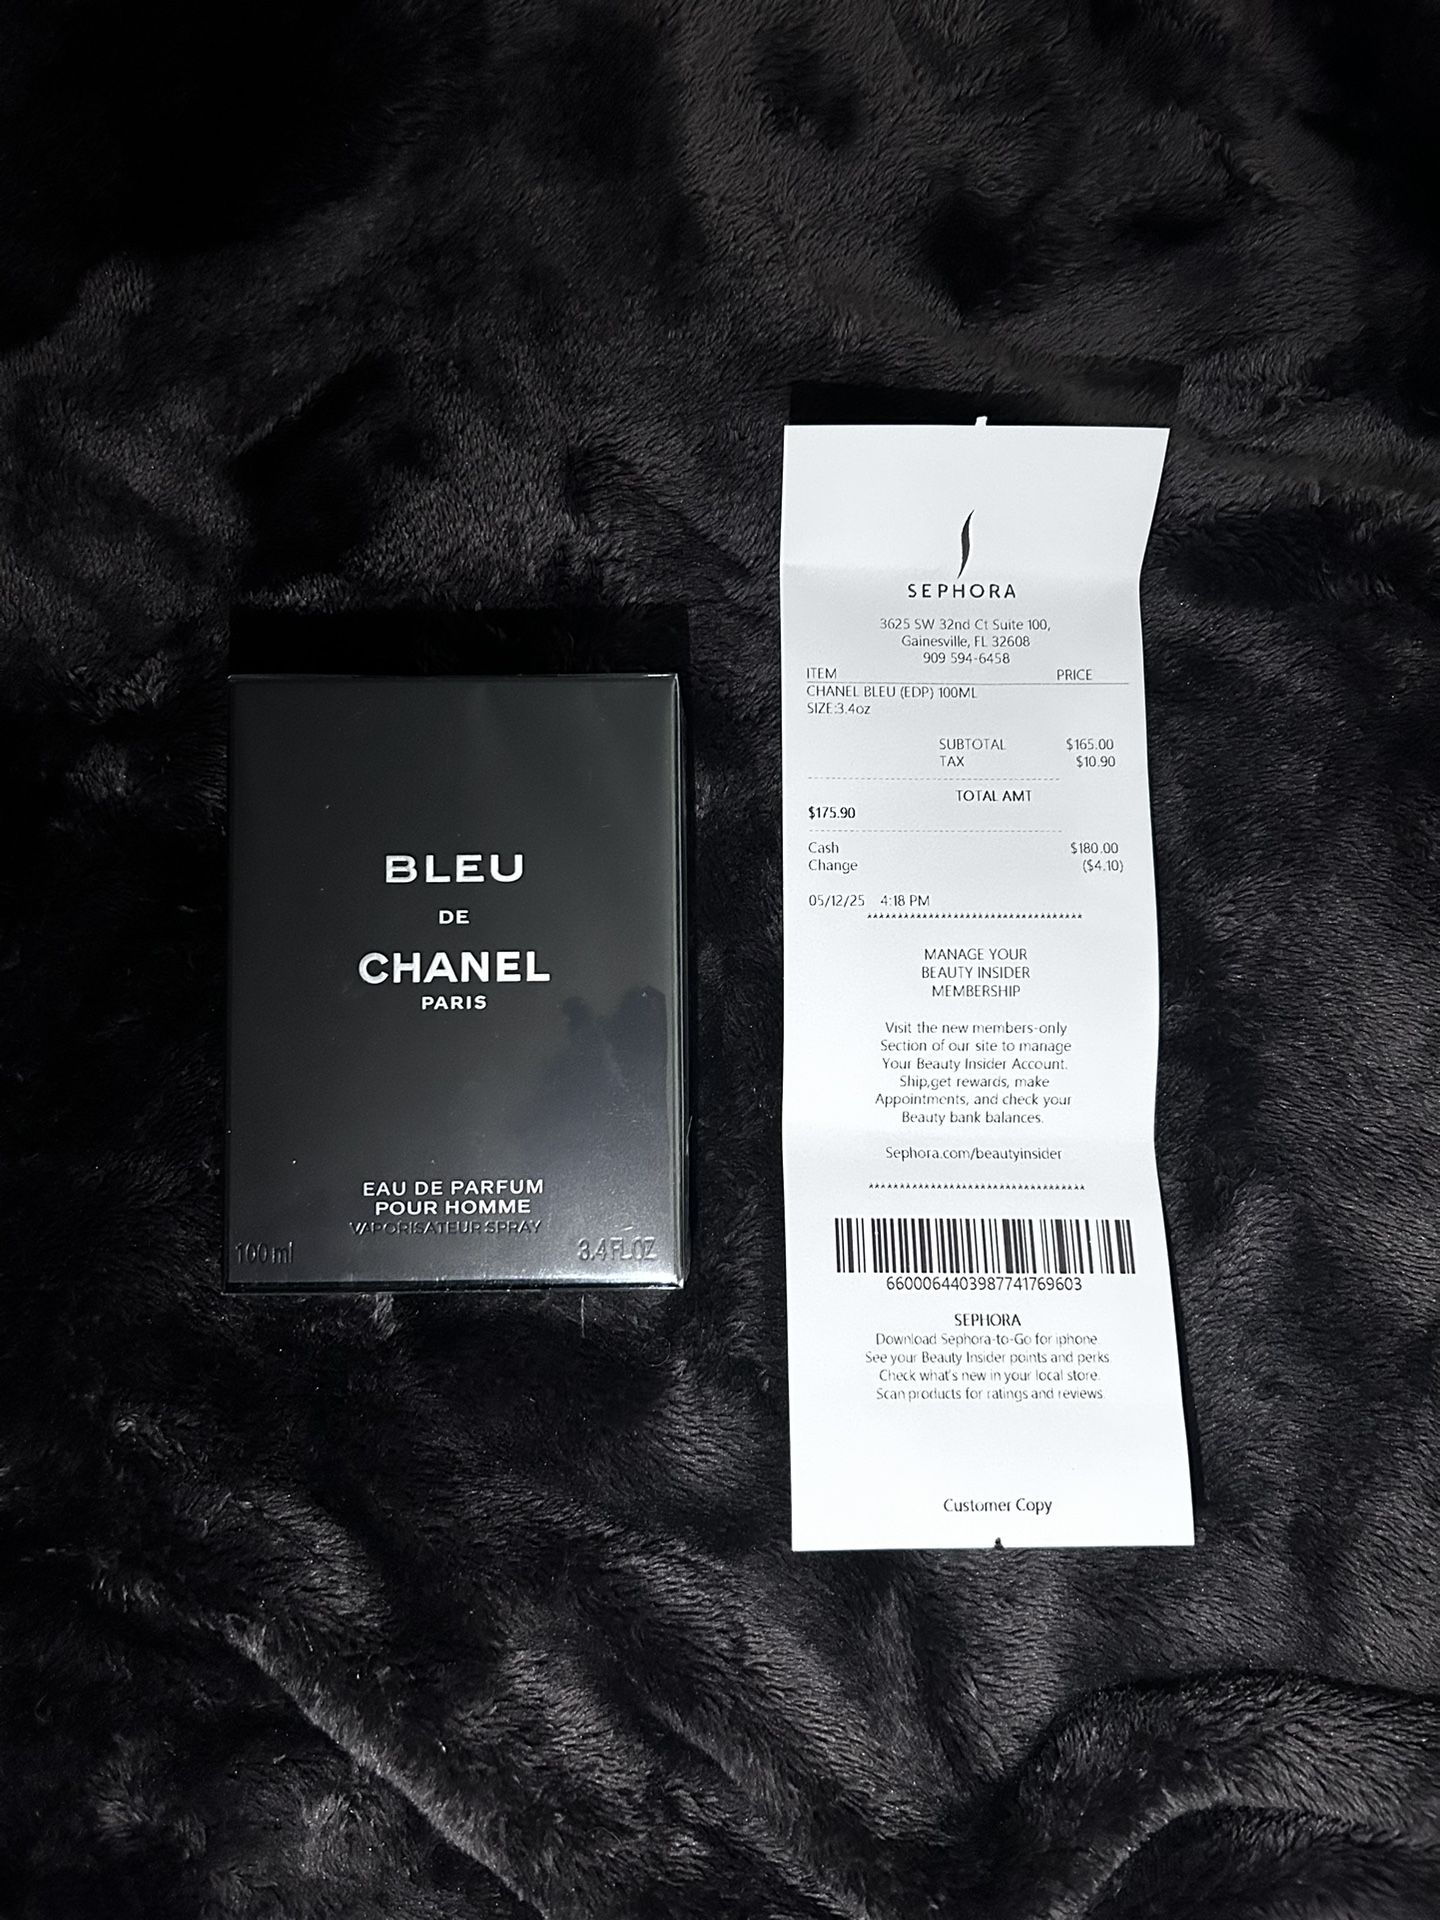 BLEU
DE
CHANEL
PARIS
EAU DE PARFUM
POUR HOMME
VAPORISATEUR SPRAY
100 ml 3.4 FL. OZ
SEPHORA
3625 SW 32nd Ct Suite 100,
Gainesville, FL 32608
909 594-6458
ITEM PRICE
CHANEL BLEU (EDP) 100ML
SIZE:3.4oz
SUBTOTAL $165.00
TAX $10.90
TOTAL AMT
$175.90
Cash $180.00
Change ($4.10)
05/12/25 4:18 PM
MANAGE YOUR
BEAUTY INSIDER
MEMBERSHIP
Visit the new members-only
Section of our site to manage
Your Beauty Insider Account.
Ship,get rewards, make
Appointments, and check your
Beauty bank balances.
Sephora.com/beautyinsider
6600064403987741769603
SEPHORA
Download Sephora-to-Go for iphone.
See your Beauty Insider points and perks.
Check what's new in your local store.
Scan products for ratings and reviews.
Customer Copy